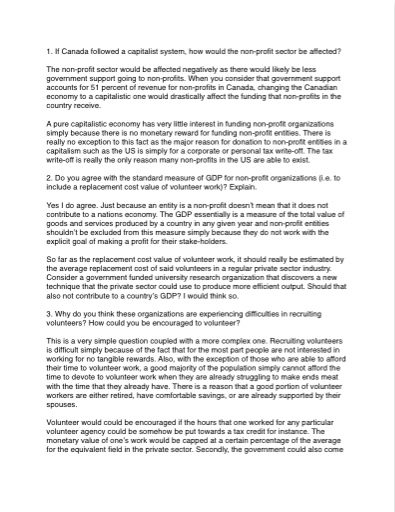 1. If Canada followed a capitalist system, how would the non-profit sector be affected?
The non-profit sector would be affected negatively as there would likely be less
government support going to non-profits. When you consider that government support
accounts for 51 percent of revenue for non-profits in Canada, changing the Canadian
economy to a capitalistic one would drastically affect the funding that non-profits in the
country receive.
A pure capitalistic economy has very little interest in funding non-profit organizations
simply because there is no monetary reward for funding non-profit entities. There is
really no exception to this fact as the major reason for donation to non-profit entities in a
capitalism such as the US is simply for a corporate or personal tax write-off. The tax
write-off is really the only reason many non-profits in the US are able to exist.
2. Do you agree with the standard measure of GDP for non-profit organizations (i.e. to
include a replacement cost value of volunteer work)? Explain.
Yes I do agree. Just because an entity is a non-profit doesn't mean that it does not
contribute to a nations economy. The GDP essentially is a measure of the total value of
goods and services produced by a country in any given year and non-profit entities
shouldn't be excluded from this measure simply because they do not work with the
explicit goal of making a profit for their stake-holders.
So far as the replacement cost value of volunteer work, it should really be estimated by
the average replacement cost of said volunteers in a regular private sector industry.
Consider a government funded university research organization that discovers a new
technique that the private sector could use to produce more efficient output. Should that
also not contribute to a country's GDP? I would think so.
3. Why do you think these organizations are experiencing difficulties in recruiting
volunteers? How could you be encouraged to volunteer?
This is a very simple question coupled with a more complex one. Recruiting volunteers
is difficult simply because of the fact that for the most part people are not interested in
working for no tangible rewards. Also, with the exception of those who are able to afford
their time to volunteer work, a good majority of the population simply cannot afford the
time to devote to volunteer work when they are already struggling to make ends meat
with the time that they already have. There is a reason that a good portion of volunteer
workers are either retired, have comfortable savings, or are already supported by their
spouses.
Volunteer would could be encouraged if the hours that one worked for any particular
volunteer agency could be somehow be put towards a tax credit for instance. The
monetary value of one's work would be capped at a certain percentage of the average
for the equivalent field in the private sector. Secondly, the government could also come